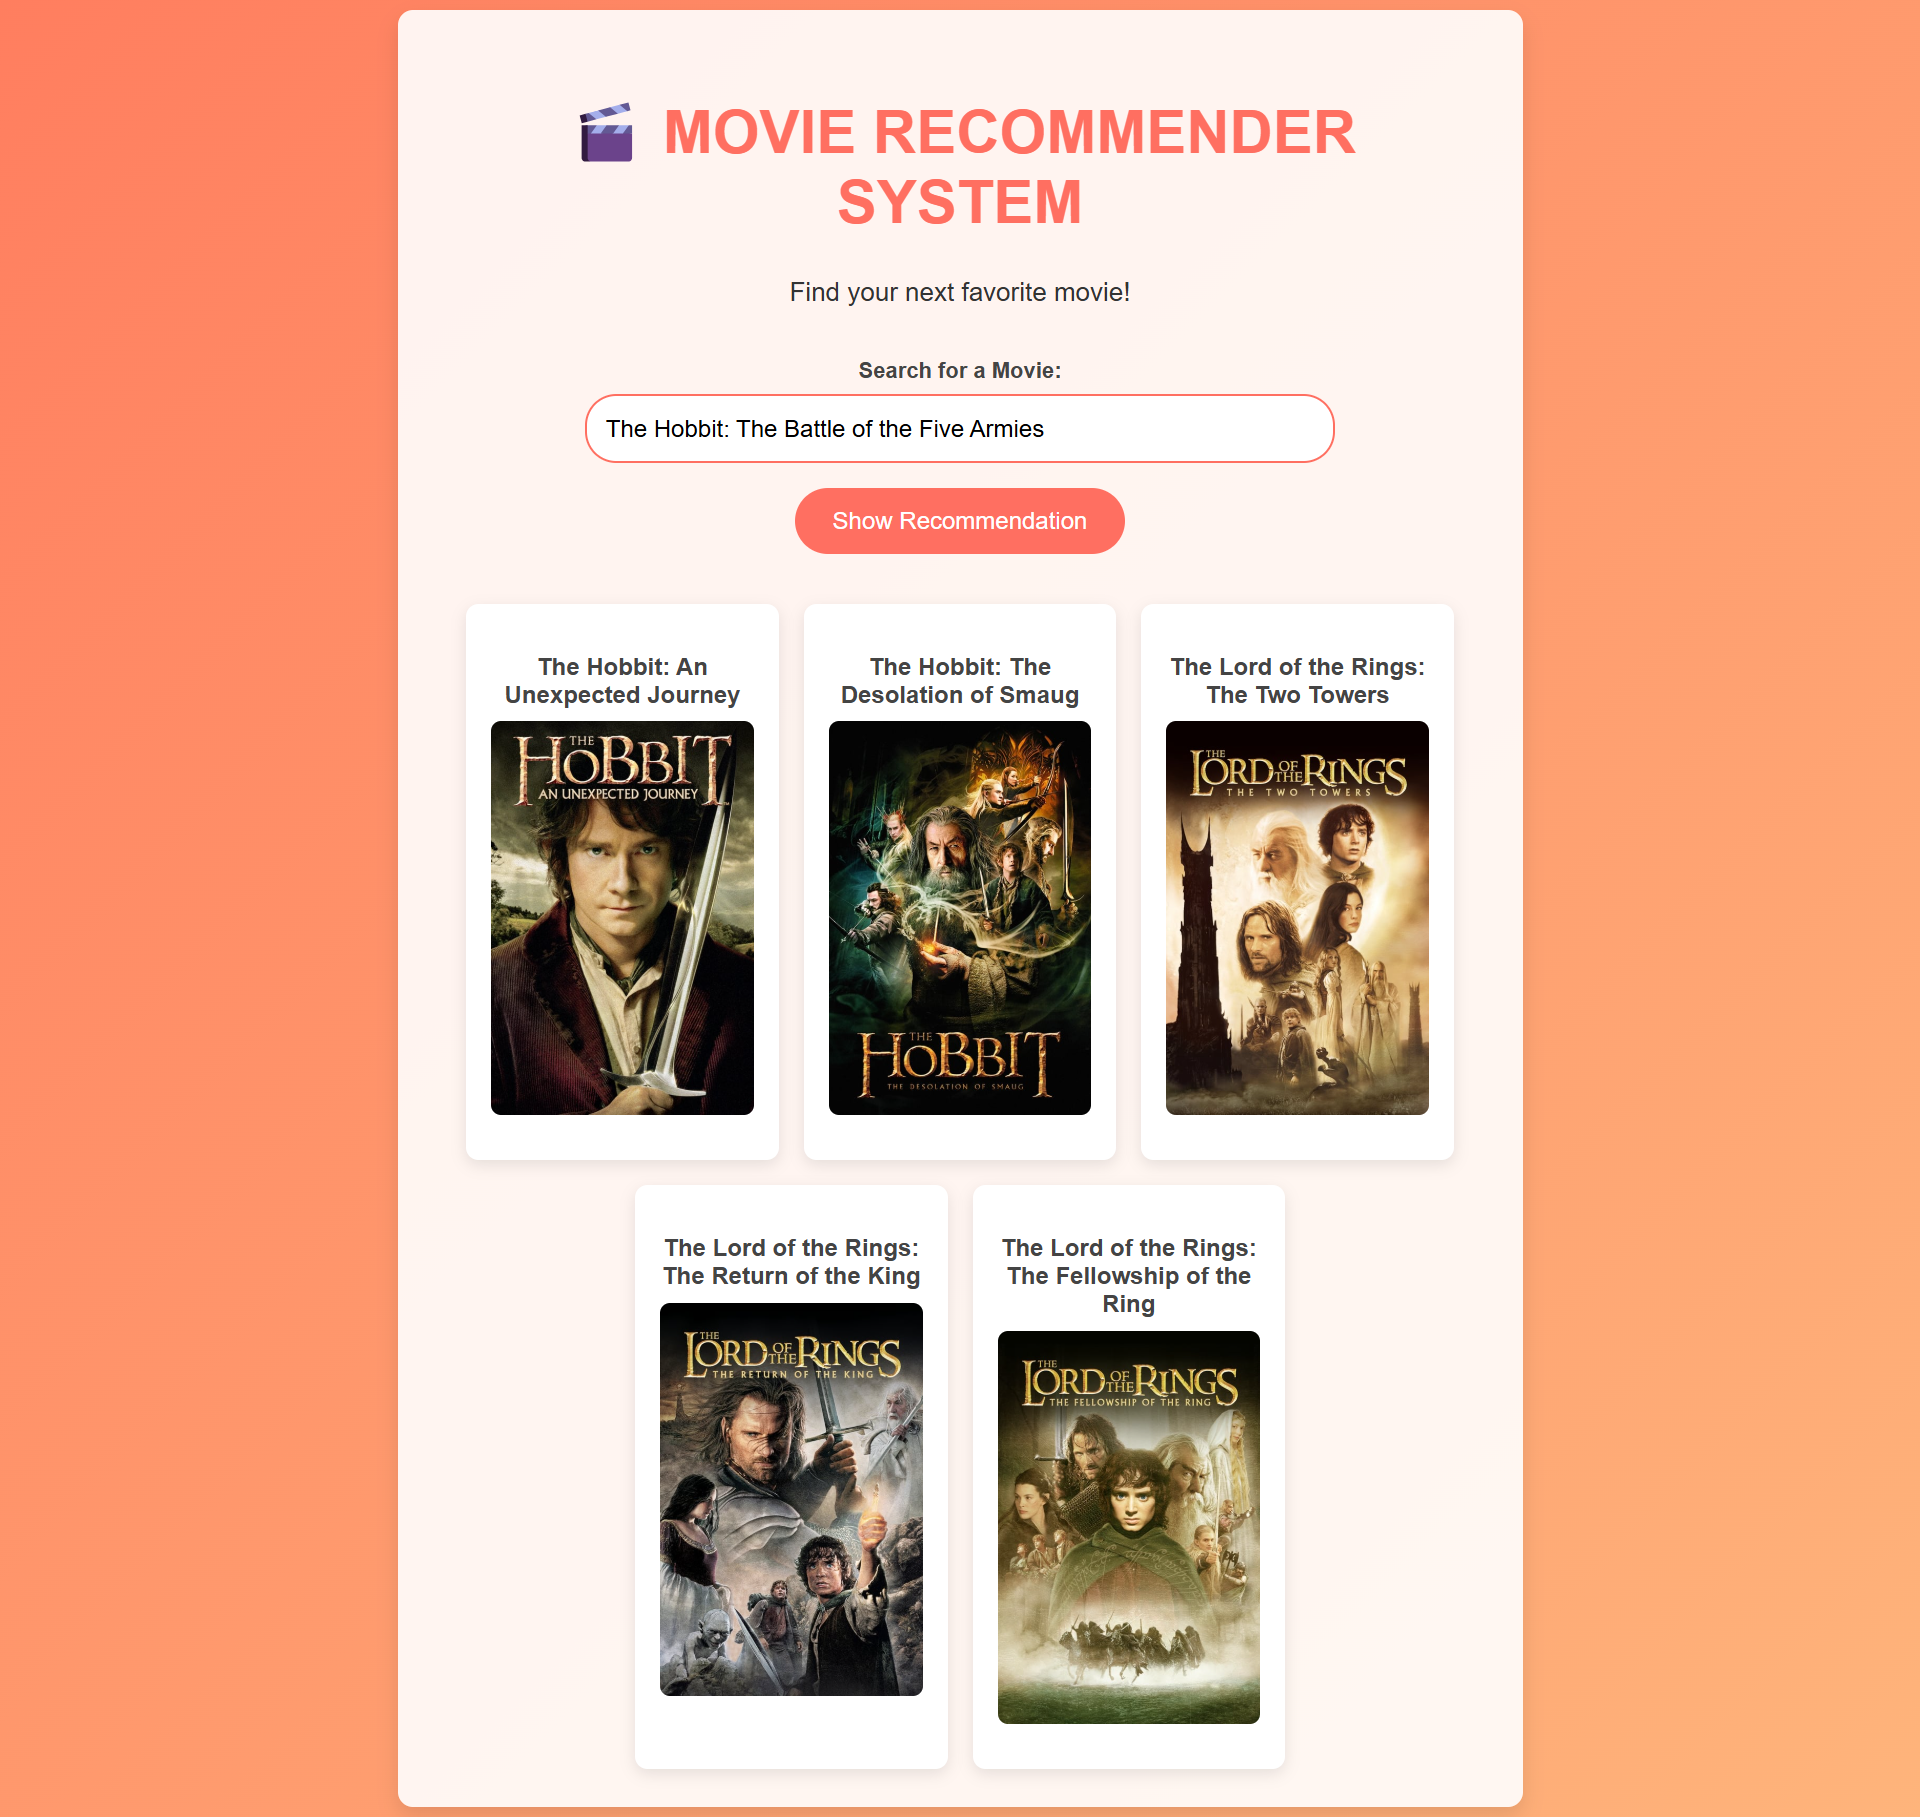 MOVIE RECOMMENDER
SYSTEM
Find your next favorite movie!
Search for a Movie:
The Hobbit: The Battle of the Five Armies
Show Recommendation
The Hobbit: An
Unexpected Journey
THE
HOBBIT
AN UNEXPECTED JOURNEY
The Hobbit: The
Desolation of Smaug
THE
HOBBIT
THE DESOLATION OF SMAUG
The Lord of the Rings:
The Two Towers
THE
LORD OF THE RINGS
THE TWO TOWERS
The Lord of the Rings:
The Return of the King
THE
LORD OF THE RINGS
THE RETURN OF THE KING
The Lord of the Rings:
The Fellowship of the
Ring
THE
LORD OF THE RINGS
THE FELLOWSHIP OF THE RING